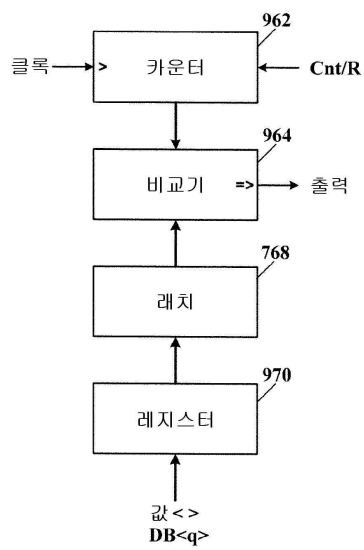 962
클록
>
카운터
Cnt/R
964
비교기
=>
출력
768
래치
970
레지스터
값 < >
DB<q>